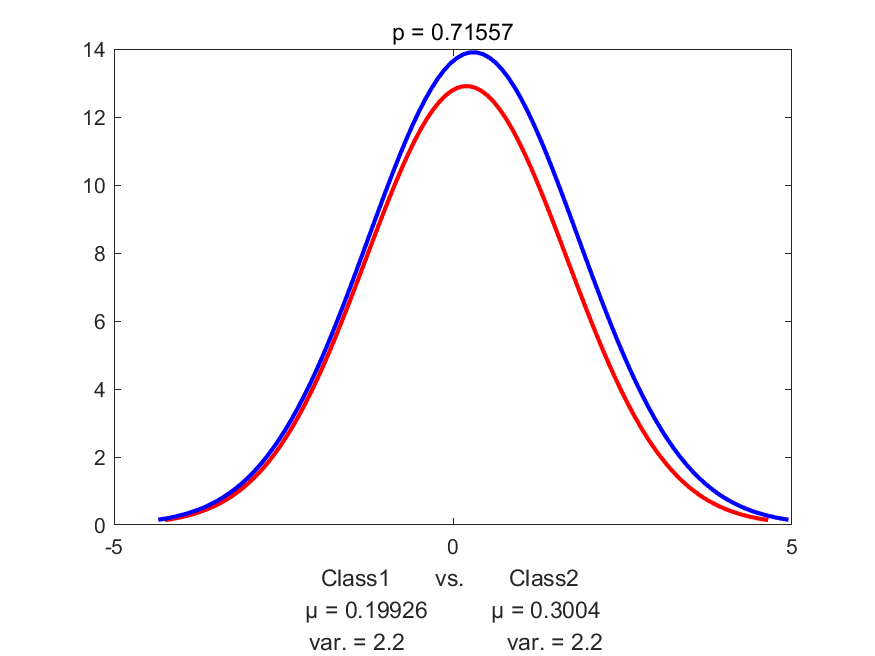 p = 0.71557
14
12
10
8
6
4
2
0
-5 0 5
Class1 vs. Class2
μ = 0.19926 μ = 0.3004
var. = 2.2 var. = 2.2